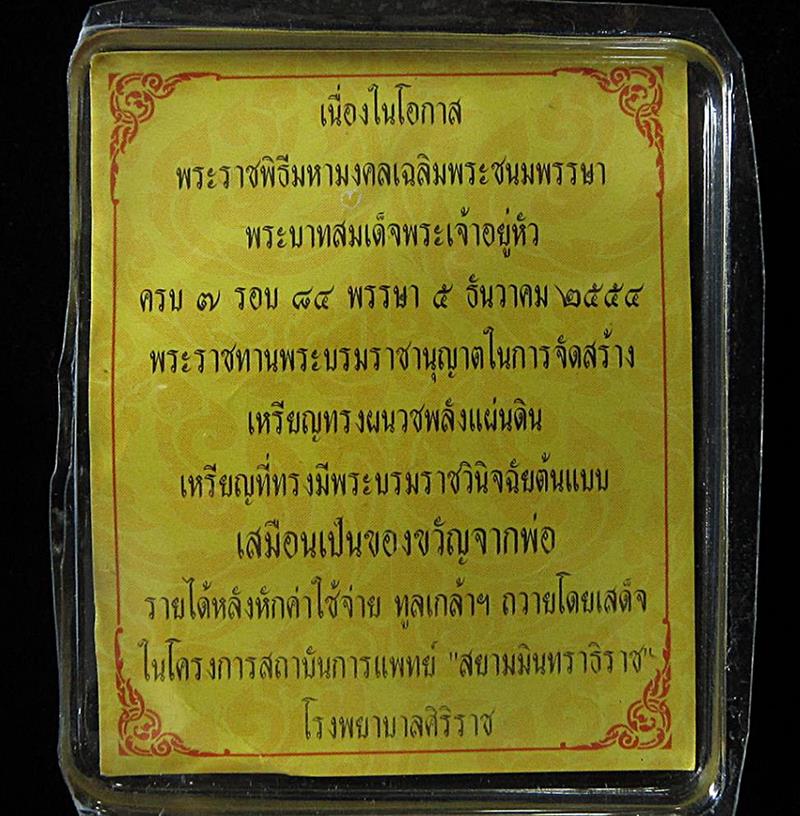 เนื่องในโอกาส
พระราชพิธีมหามงคลเฉลิมพระชนมพรรษา
พระบาทสมเด็จพระเจ้าอยู่หัว
ครบ ๗ รอบ ๘๔ พรรษา ๕ ธันวาคม ๒๕๕๔
พระราชทานพระบรมราชานุญาตในการจัดสร้าง
เหรียญทรงผนวชพลังแผ่นดิน
เหรียญที่ทรงมีพระบรมราชวินิจฉัยต้นแบบ
เสมือนเป็นของขวัญจากพ่อ
รายได้หลังหักค่าใช้จ่าย ทูลเกล้าฯ ถวายโดยเสด็จ
ในโครงการสถาบันการแพทย์ "สยามมินทราธิราช"
โรงพยาบาลศิริราช